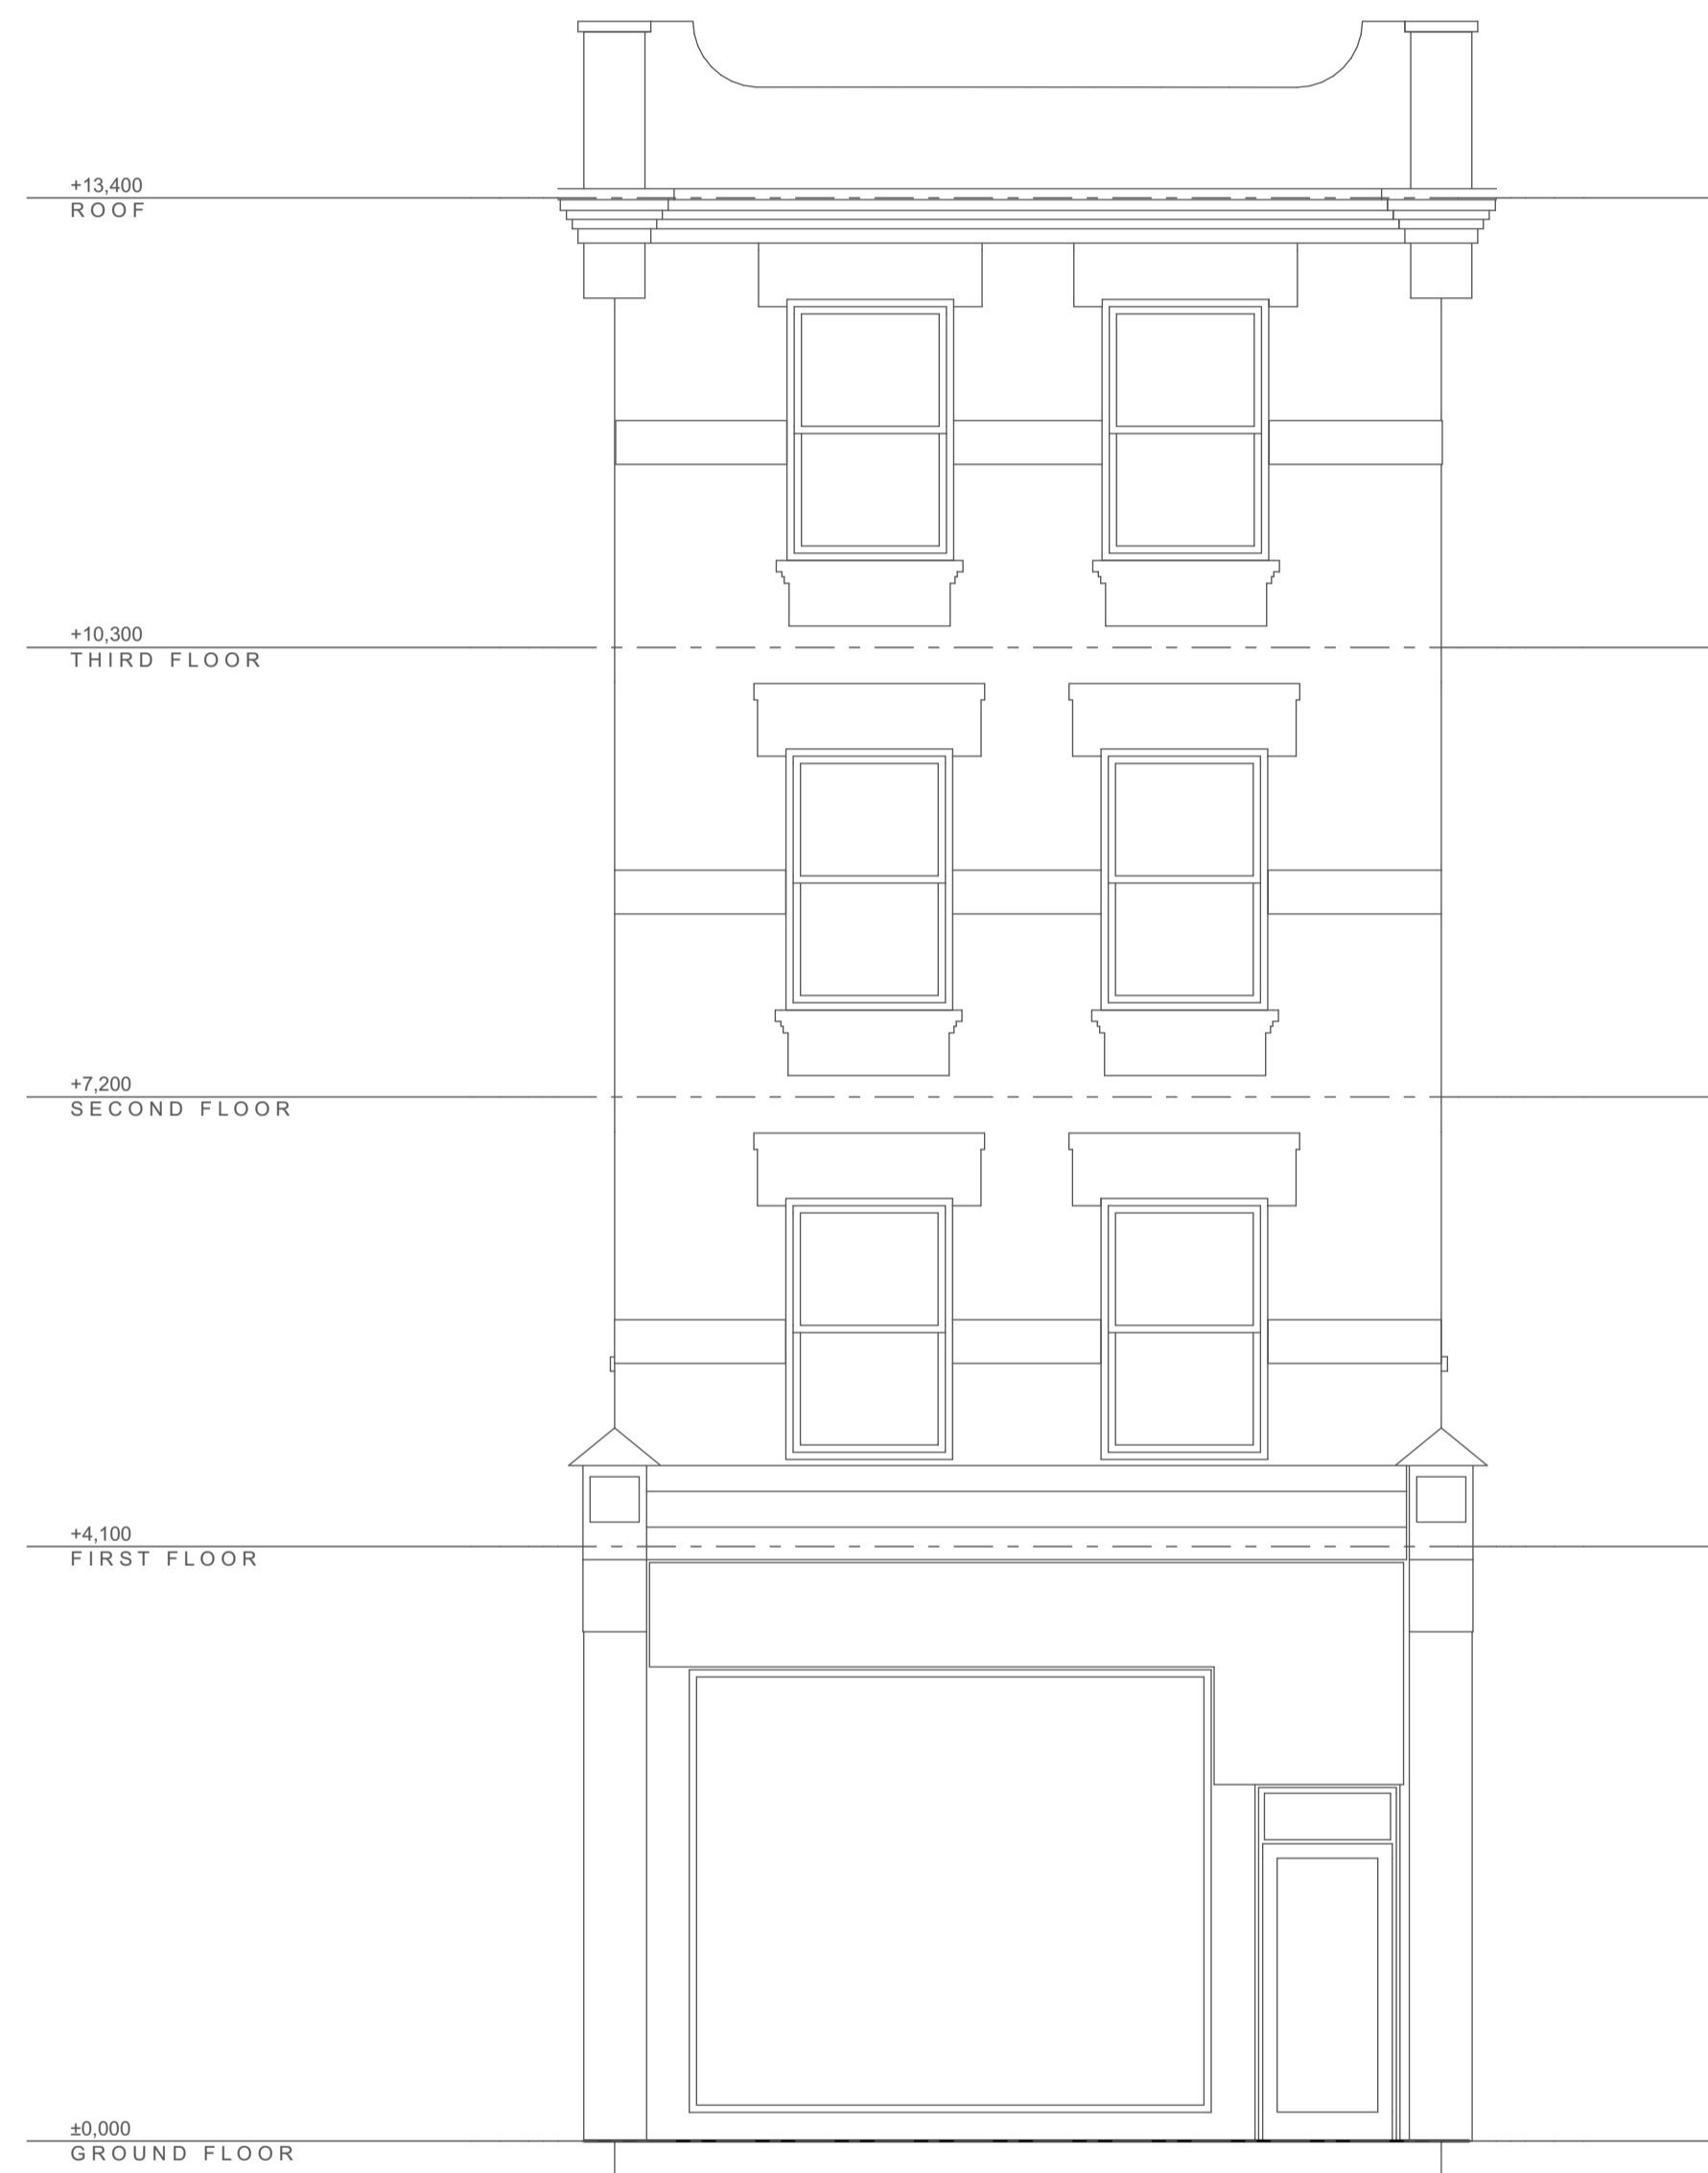 +13,400
ROOF
+10,300
THIRD FLOOR
+7,200
SECOND FLOOR
+4,100
FIRST FLOOR
±0,000
GROUND FLOOR